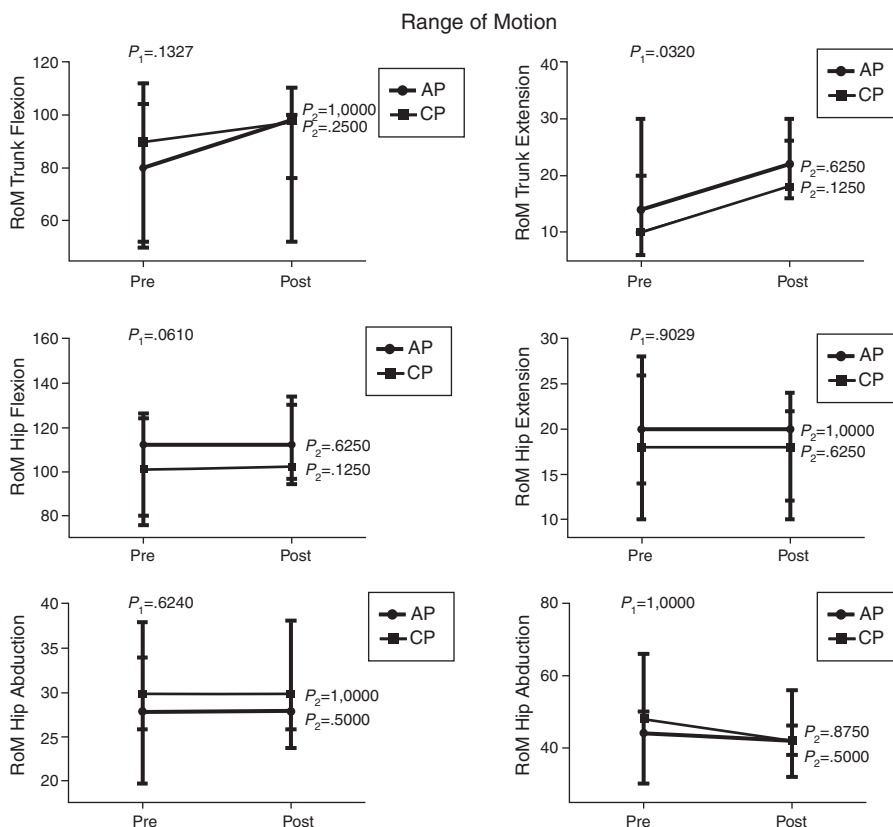 Range of Motion
P1=.1327
RoM Trunk Flexion
120
100
80
60
AP
CP
P2=1,0000
P2=.2500
Pre Post
P1=.0320
RoM Trunk Extension
40
30
20
10
AP
CP
P2=.6250
P2=.1250
Pre Post
P1=.0610
RoM Hip Flexion
160
140
120
100
80
AP
CP
P2=.6250
P2=.1250
Pre Post
P1=.9029
RoM Hip Extension
30
25
20
15
10
AP
CP
P2=1,0000
P2=.6250
Pre Post
P1=.6240
RoM Hip Abduction
40
35
30
25
20
AP
CP
P2=1,0000
P2=.5000
Pre Post
P1=1,0000
RoM Hip Abduction
80
60
40
AP
CP
P2=.8750
P2=.5000
Pre Post